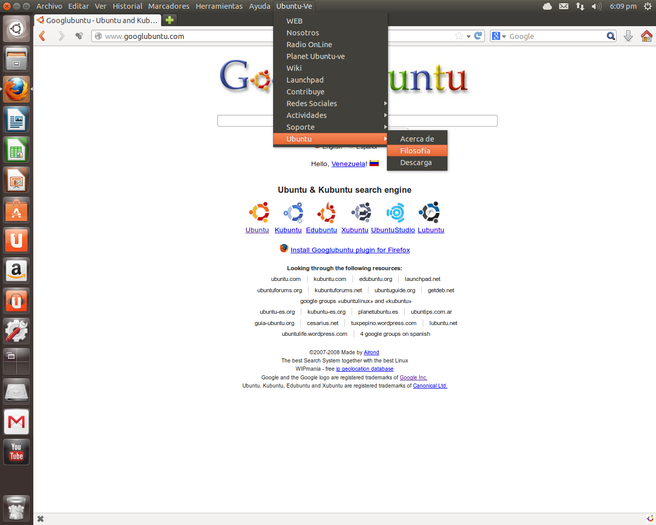 Archivo Editar Ver Historial Marcadores Herramientas Ayuda Ubuntu-Ve 6:09 pm
Googlubuntu - Ubuntu and Kub...
www.googlubuntu.com
Google
WEB
Nosotros
Radio OnLine
Planet Ubuntu-ve
Wiki
Launchpad
Contribuye
Redes Sociales
Actividades
Soporte
Ubuntu
Acerca de
Filosofía
Descarga
Hello, Venezuela!
Ubuntu & Kubuntu search engine
Ubuntu Kubuntu Edubuntu Xubuntu UbuntuStudio Lubuntu
Install Googlubuntu plugin for Firefox
Looking through the following resources:
ubuntu.com kubuntu.com edubuntu.org launchpad.net
ubuntuforums.org kubuntuforums.net ubuntuguide.org getdeb.net
google groups «ubuntulinux» and «kubuntu»
ubuntu-es.org kubuntu-es.org planetubuntu.es ubuntips.com.ar
guia-ubuntu.org cesarius.net tuxpepino.wordpress.com lubuntu.net
ubuntulife.wordpress.com 4 google groups on spanish
©2007-2008 Made by Alrond
The best Search System together with the best Linux
WIPmania - free ip geolocation database
Google and the Google logo are registered trademarks of Google Inc.
Ubuntu, Kubuntu, Edubuntu and Xubuntu are registered trademarks of Canonical Ltd.
You
Tube